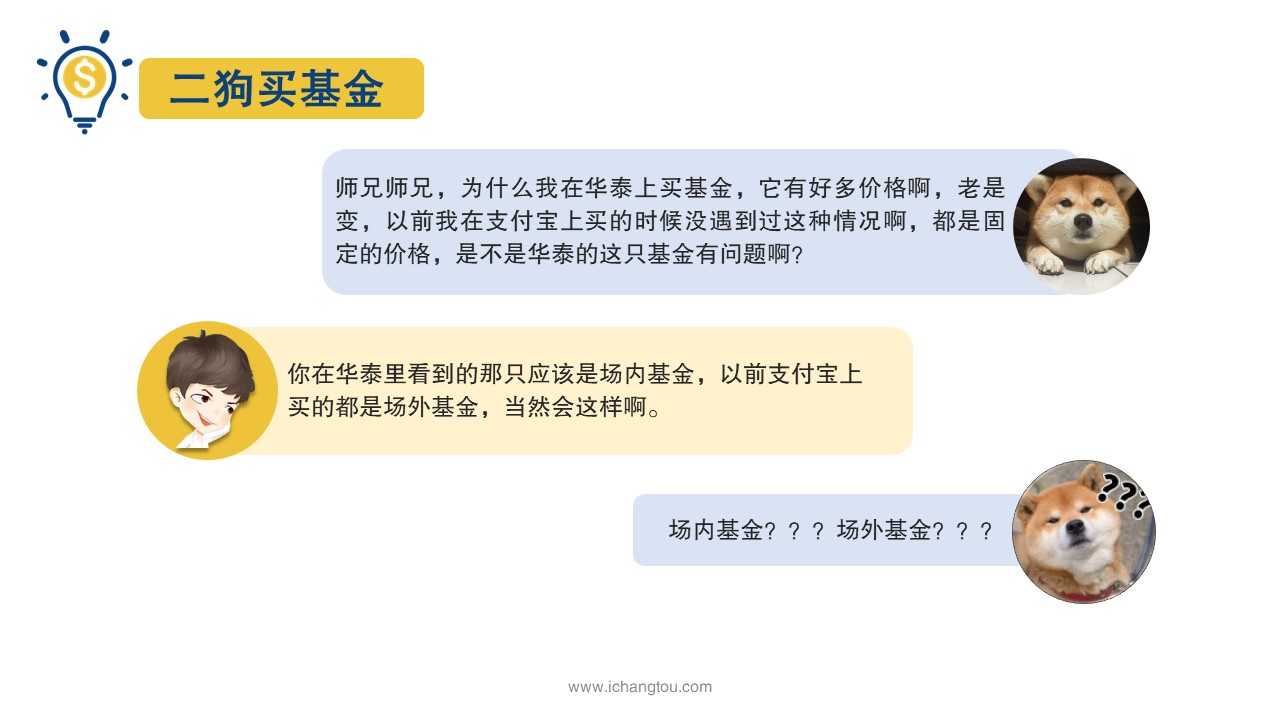 二狗买基金
师兄师兄，为什么我在华泰上买基金，它有好多价格啊，老是
变，以前我在支付宝上买的时候没遇到过这种情况啊，都是固
定的价格，是不是华泰的这只基金有问题啊?
你在华泰里看到的那只应该是场内基金，以前支付宝上
买的都是场外基金，当然会这样啊。
???
场内基金? ? ? 场外基金? ? ?
www.ichangtou.com